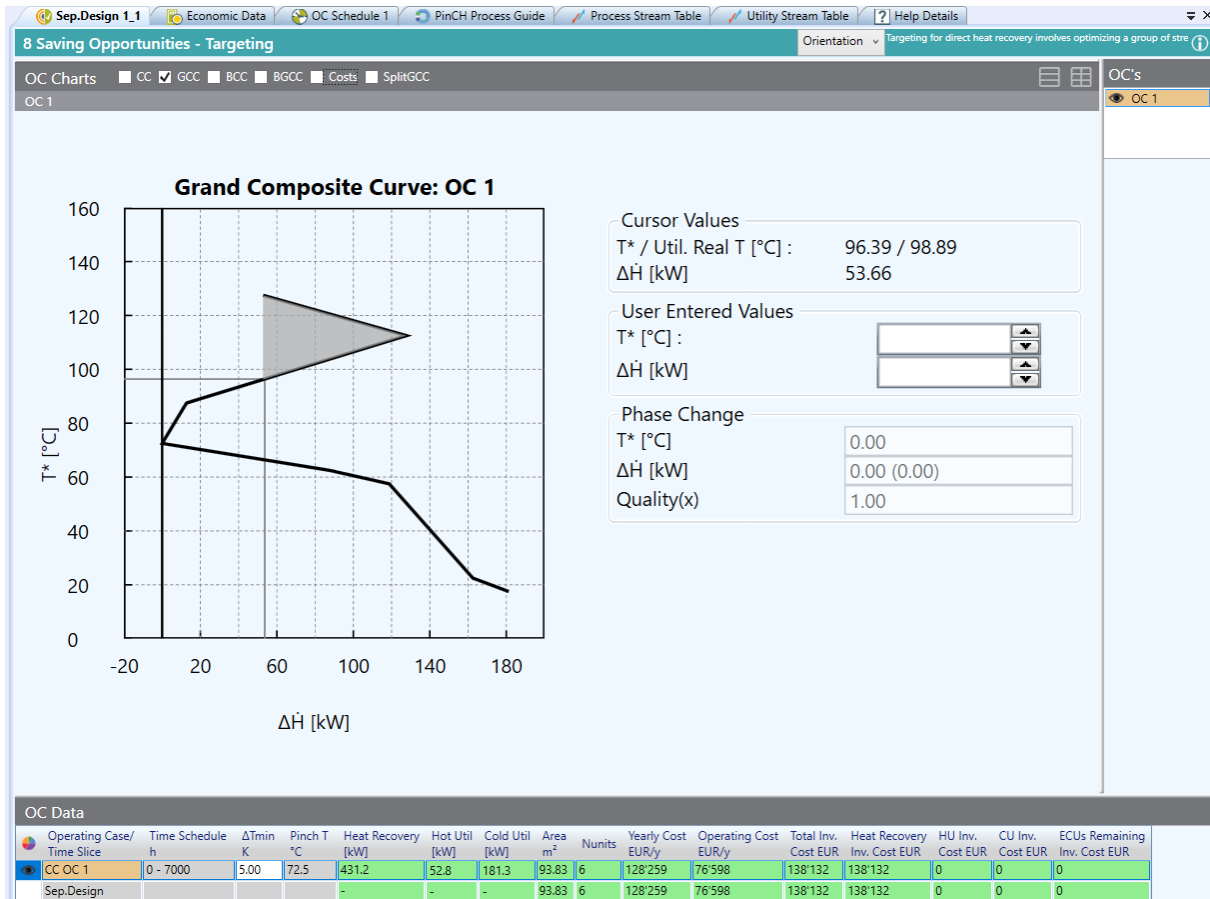 Sep.Design 1_1 Economic Data OC Schedule 1 PinCH Process Guide Process Stream Table Utility Stream Table Help Details
8 Saving Opportunities - Targeting Orientation Targeting for direct heat recovery involves optimizing a group of stre
OC Charts CC GCC BCC BGCC Costs SplitGCC OC's
OC 1 OC 1
Grand Composite Curve: OC 1
160
140
120
100
80
60
40
20
0
T* [°C]
-20 20 60 100 140 180
ΔḢ [kW]
Cursor Values
T* / Util. Real T [°C] : 96.39 / 98.89
ΔḢ [kW] 53.66
User Entered Values
T* [°C] :
ΔḢ [kW]
Phase Change
T* [°C] 0.00
ΔḢ [kW] 0.00 (0.00)
Quality(x) 1.00
OC Data
Operating Case/ Time Schedule ΔTmin Pinch T Heat Recovery Hot Util Cold Util Area Nunits Yearly Cost Operating Cost Total Inv. Heat Recovery HU Inv. CU Inv. ECUs Remaining
Time Slice h K °C [kW] [kW] [kW] m² EUR/y EUR/y Cost EUR Inv. Cost EUR Cost EUR Cost EUR Inv. Cost EUR
CC OC 1 0 - 7000 5.00 72.5 431.2 52.8 181.3 93.83 6 128'259 76'598 138'132 138'132 0 0 0
Sep.Design - - - 93.83 6 128'259 76'598 138'132 138'132 0 0 0